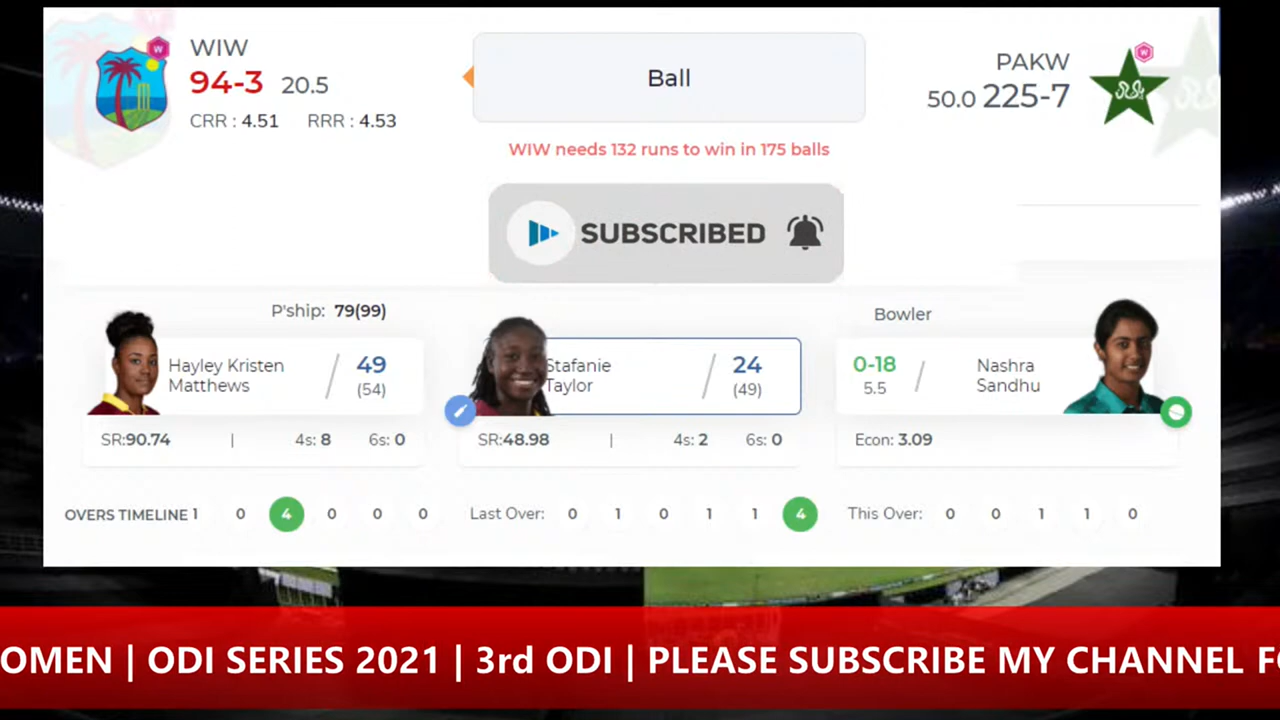 WIW
94-3 20.5
CRR : 4.51 RRR : 4.53
Ball
PAKW
50.0 225-7
WIW needs 132 runs to win in 175 balls
SUBSCRIBED
P'ship: 79(99)
Hayley Kristen
Matthews
49
(54)
SR:90.74 | 4s: 8 6s: 0
Stafanie
Taylor
24
(49)
SR:48.98 | 4s: 2 6s: 0
Bowler
0-18
5.5
Nashra
Sandhu
Econ: 3.09
OVERS TIMELINE 1 0 4 0 0 0 Last Over: 0 1 0 1 1 4 This Over: 0 0 1 1 0
OMEN | ODI SERIES 2021 | 3rd ODI | PLEASE SUBSCRIBE MY CHANNEL F